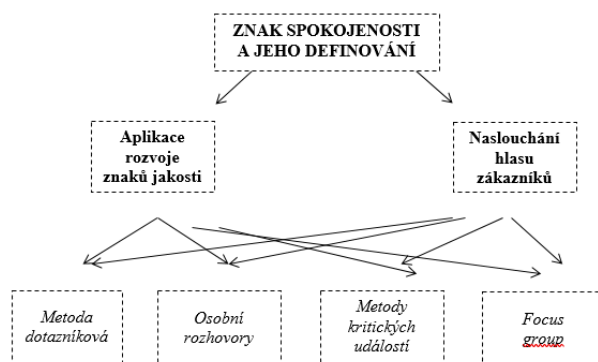 ZNAK SPOKOJENOSTI
A JEHO DEFINOVÁNÍ
Aplikace
rozvoje
znaků jakosti
Naslouchání
hlasu
zákazníků
Metoda
dotazníková
Osobní
rozhovory
Metody
kritických
událostí
Focus
group